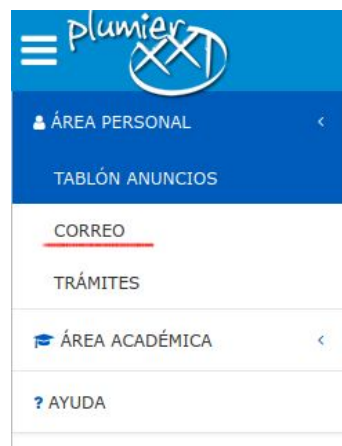 plumier
XXI
ÁREA PERSONAL
TABLÓN ANUNCIOS
CORREO
TRÁMITES
ÁREA ACADÉMICA
? AYUDA